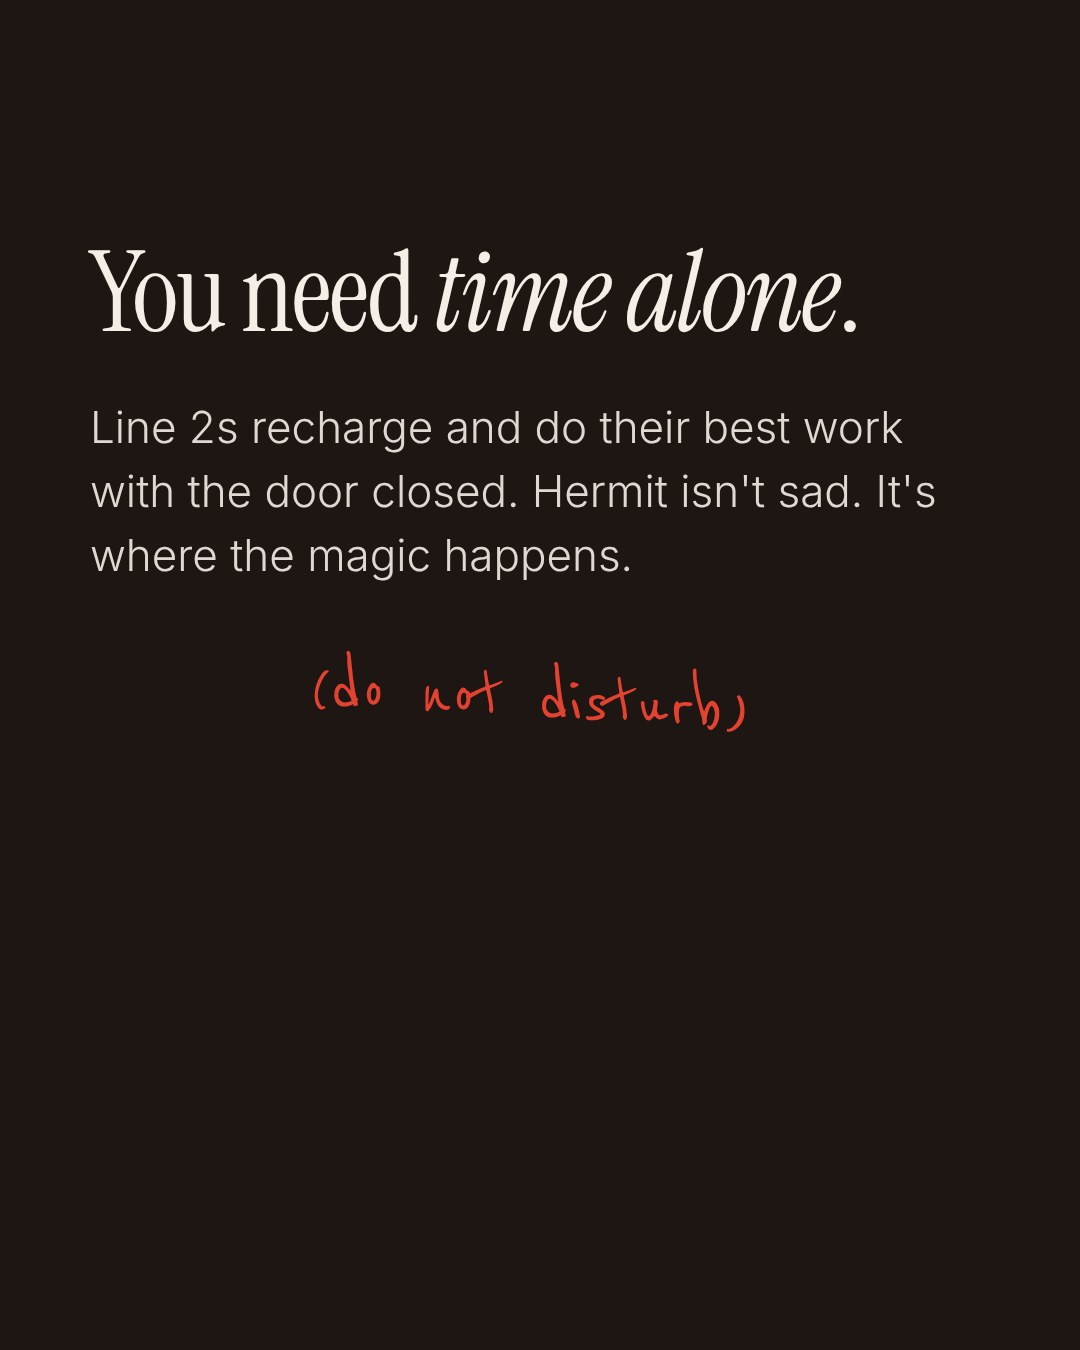 You need time alone.
Line 2s recharge and do their best work
with the door closed. Hermit isn't sad. It's
where the magic happens.
(do not disturb)